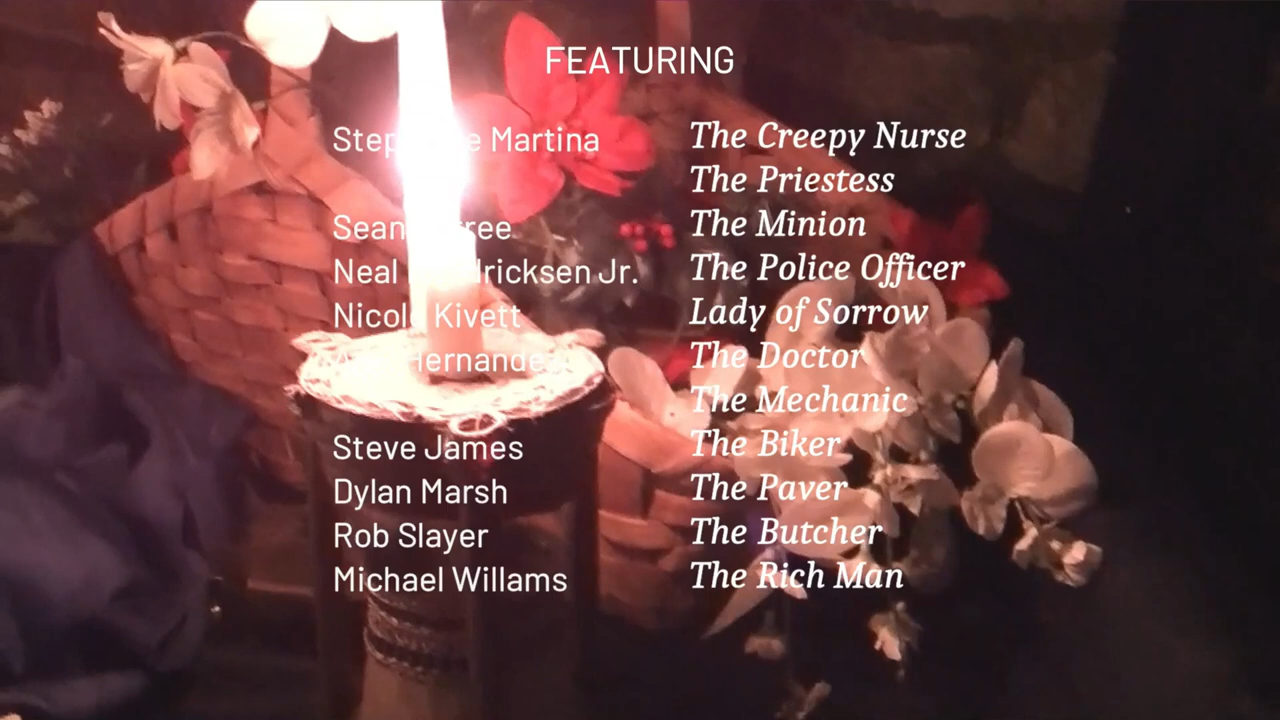 FEATURING
Martina The Creepy Nurse
The Priestess
Sean The Minion
Neal Jr. The Police Officer
Nicole Kivett Lady of Sorrow
Hernandez The Doctor
The Mechanic
Steve James The Biker
Dylan Marsh The Paver
Rob Slayer The Butcher
Michael Willams The Rich Man